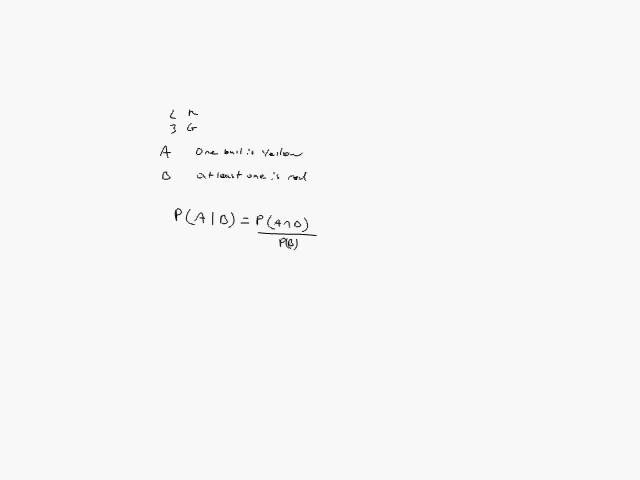 2 R
3 G
A One ball is Yellow
B at least one is red
P(A|B) = P(A∩B)
P(B)